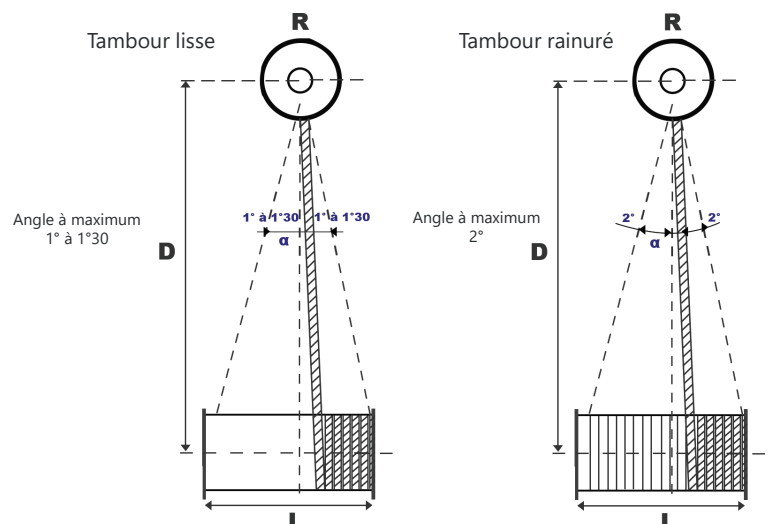 R
Tambour lisse
Angle à maximum
1° à 1°30
D
1° à 1°30
1° à 1°30
α
L
R
Tambour rainuré
Angle à maximum
2°
D
2°
2°
α
L